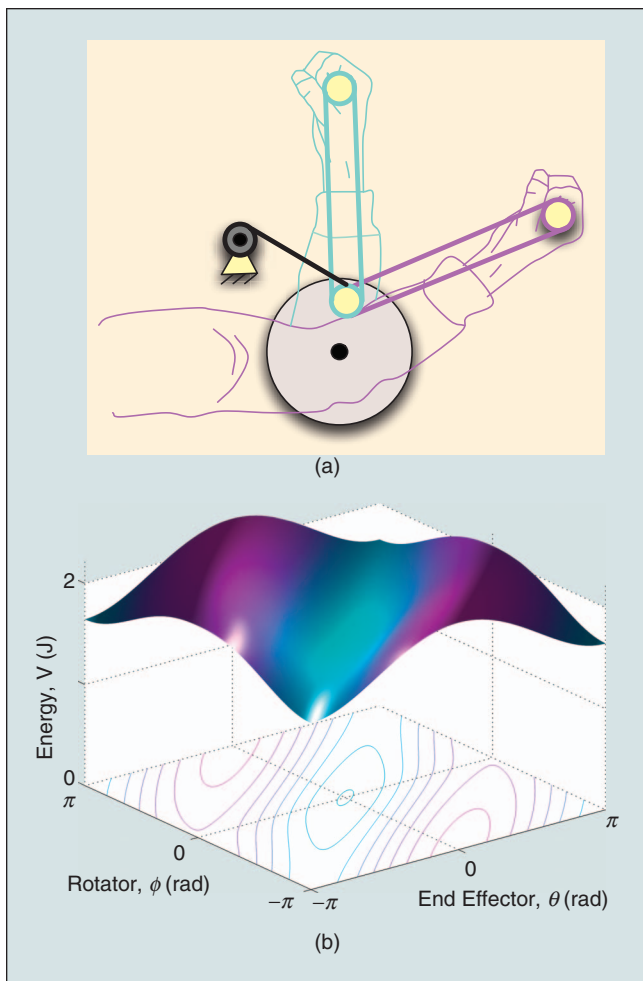 (a)
2
Energy, V (J)
0
π
0
Rotator, ϕ (rad)
−π
−π
0
End Effector, θ (rad)
π
(b)